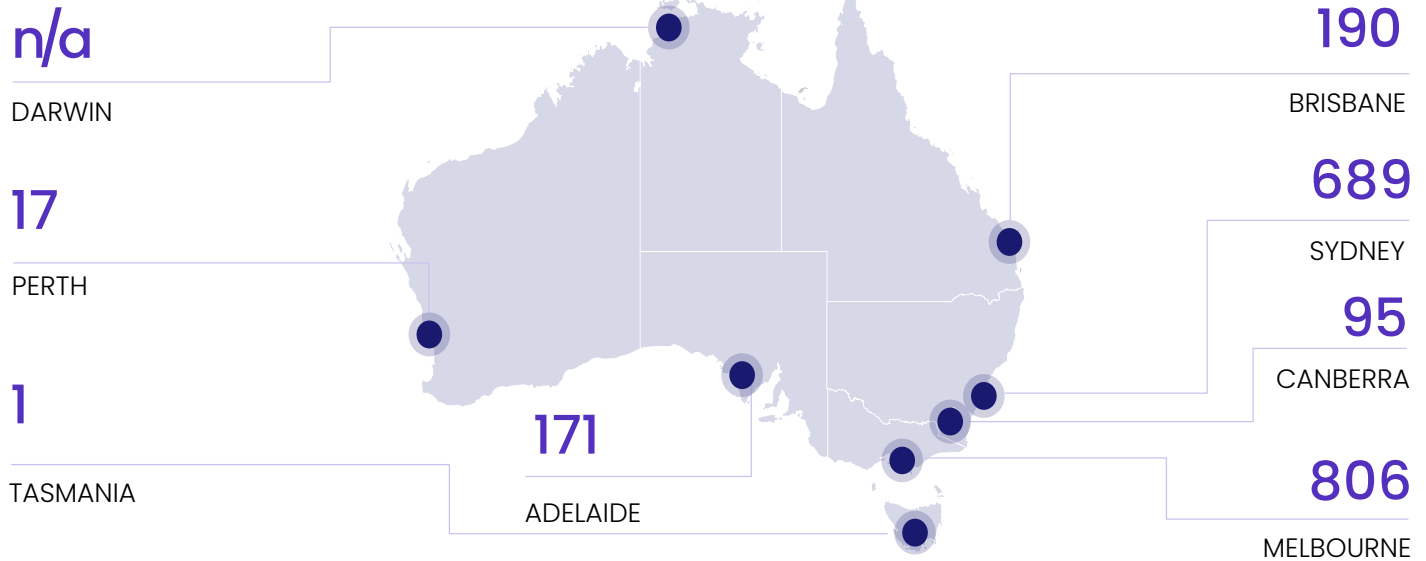 n/a
DARWIN
17
PERTH
1
TASMANIA
171
ADELAIDE
190
BRISBANE
689
SYDNEY
95
CANBERRA
806
MELBOURNE